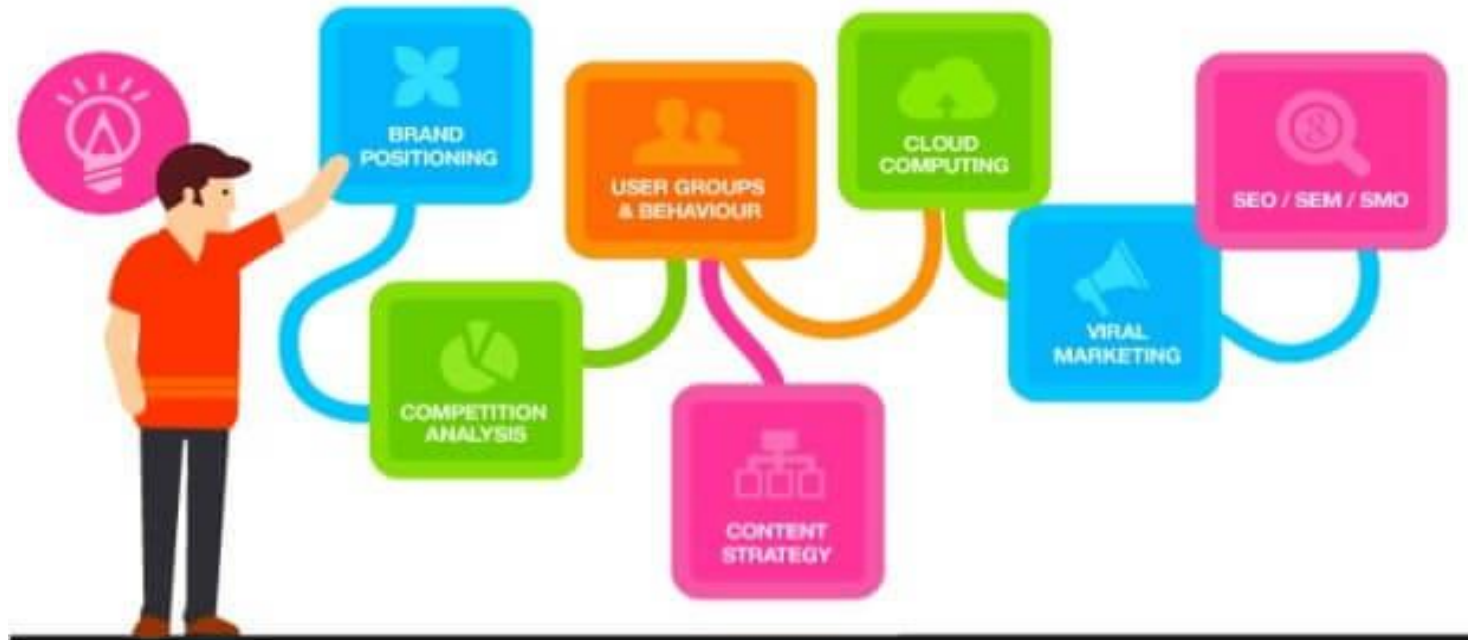 BRAND
POSITIONING
COMPETITION
ANALYSIS
USER GROUPS
& BEHAVIOUR
CONTENT
STRATEGY
CLOUD
COMPUTING
VIRAL
MARKETING
SEO / SEM / SMO